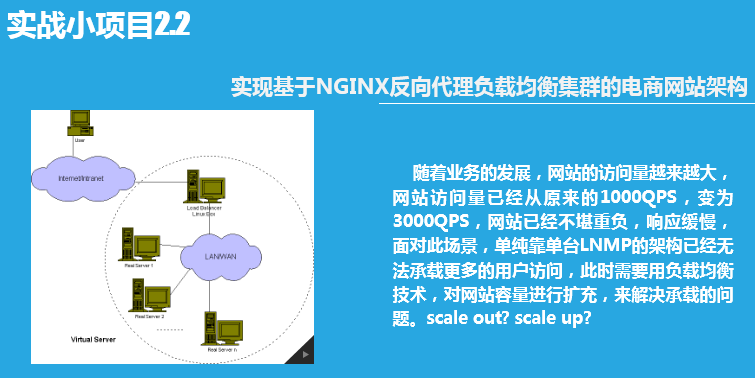 实战小项目2.2
实现基于NGINX反向代理负载均衡集群的电商网站架构
User
Internet/Intranet
Load Balancer
Linux Box
Real Server 1
LAN/WAN
Real Server 2
........
Real Server n
Virtual Server
随着业务的发展，网站的访问量越来越大，
网站访问量已经从原来的1000QPS，变为
3000QPS，网站已经不堪重负，响应缓慢，
面对此场景，单纯靠单台LNMP的架构已经无
法承载更多的用户访问，此时需要用负载均衡
技术，对网站容量进行扩充，来解决承载的问
题。scale out? scale up?